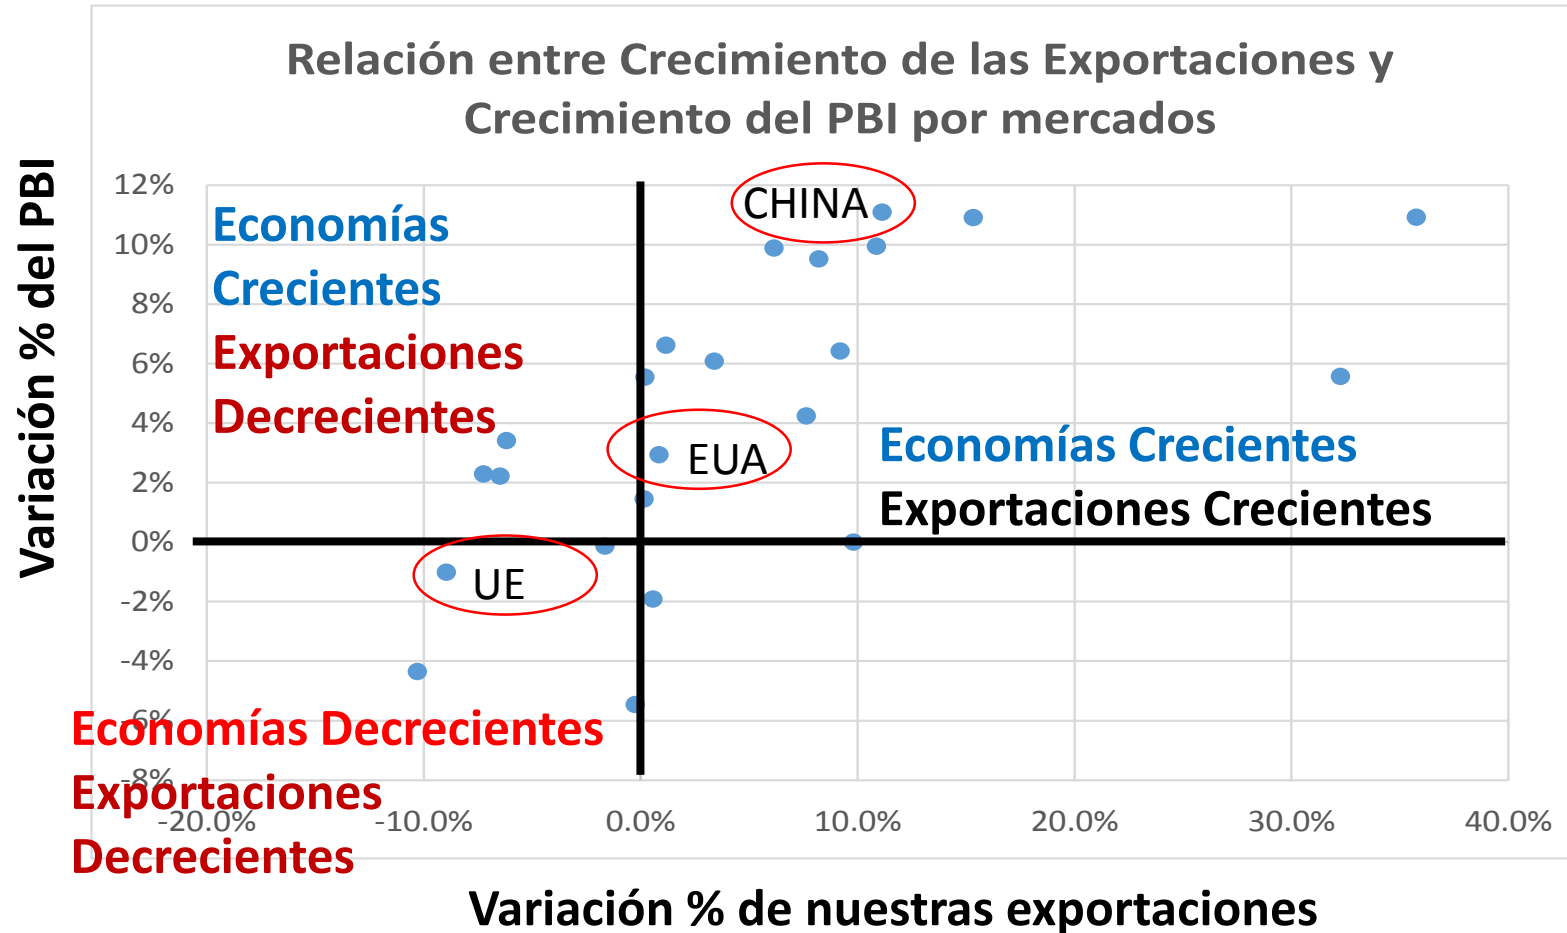 Relación entre Crecimiento de las Exportaciones y
Crecimiento del PBI por mercados
Variación % del PBI
12%
10%
8%
6%
4%
2%
0%
-2%
-4%
-6%
-8%
Economías
Crecientes
Exportaciones
Decrecientes
CHINA
EUA
Economías Crecientes
Exportaciones Crecientes
UE
Economías Decrecientes
Exportaciones
Decrecientes
-20.0%
-10.0%
0.0%
10.0%
20.0%
30.0%
40.0%
Variación % de nuestras exportaciones